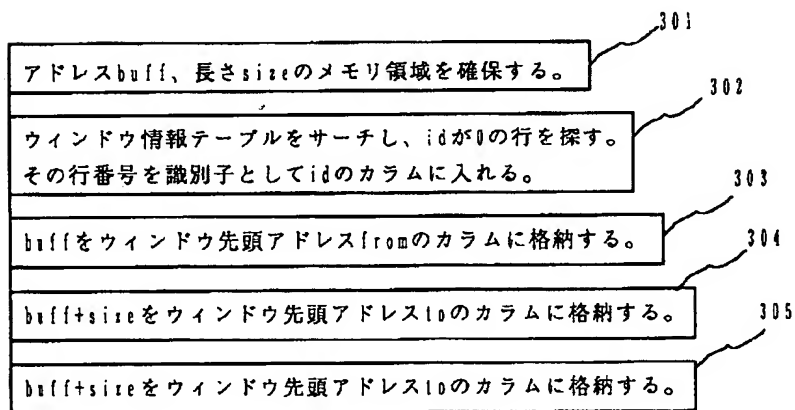 301
アドレスbuff、長さsizeのメモリ領域を確保する。
302
ウィンドウ情報テーブルをサーチし、idが0の行を探す。
その行番号を識別子としてidのカラムに入れる。
303
buffをウィンドウ先頭アドレスfromのカラムに格納する。
304
buff+sizeをウィンドウ先頭アドレスtoのカラムに格納する。
305
buff+sizeをウィンドウ先頭アドレスtoのカラムに格納する。